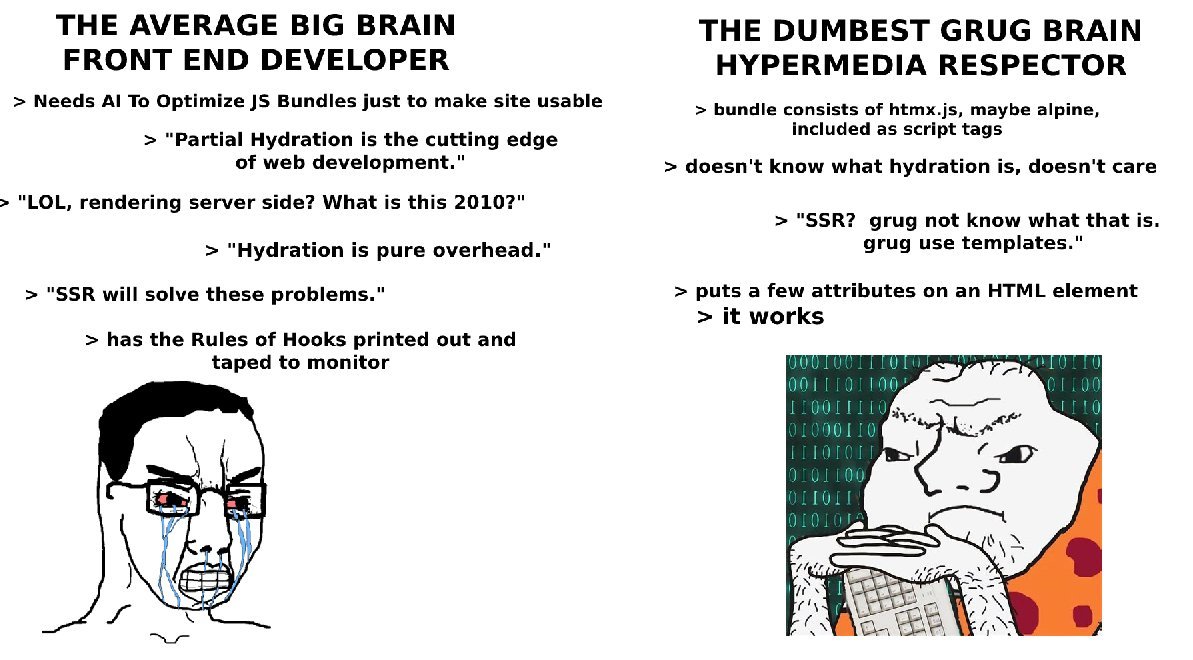 THE AVERAGE BIG BRAIN
FRONT END DEVELOPER
> Needs AI To Optimize JS Bundles just to make site usable
> "Partial Hydration is the cutting edge
of web development."
> "LOL, rendering server side? What is this 2010?"
> "Hydration is pure overhead."
> "SSR will solve these problems."
> has the Rules of Hooks printed out and
taped to monitor
THE DUMBEST GRUG BRAIN
HYPERMEDIA RESPECTOR
> bundle consists of htmx.js, maybe alpine,
included as script tags
> doesn't know what hydration is, doesn't care
> "SSR?  grug not know what that is.
grug use templates."
> puts a few attributes on an HTML element
> it works